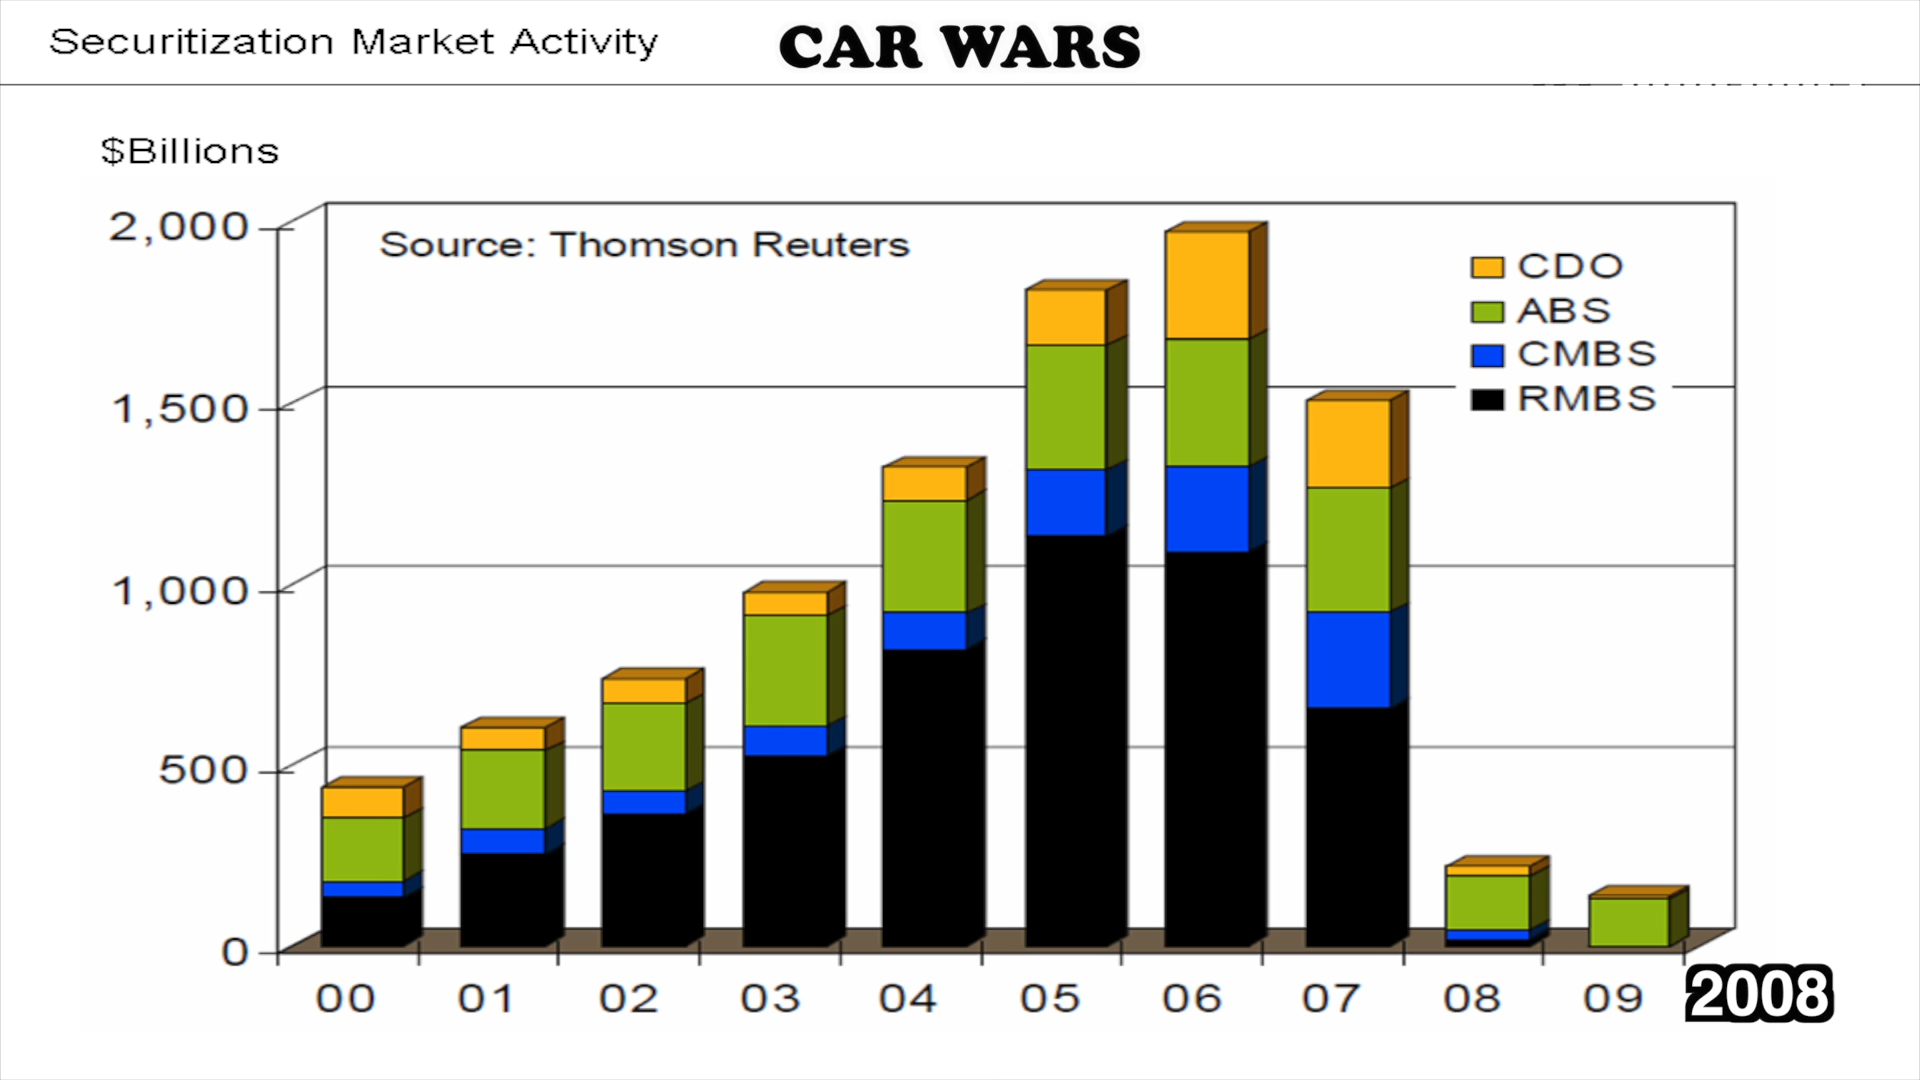 Securitization Market Activity
CAR WARS
$Billions
2,000
1,500
1,000
500
0
Source: Thomson Reuters
CDO
ABS
CMBS
RMBS
00 01 02 03 04 05 06 07 08 09
2008